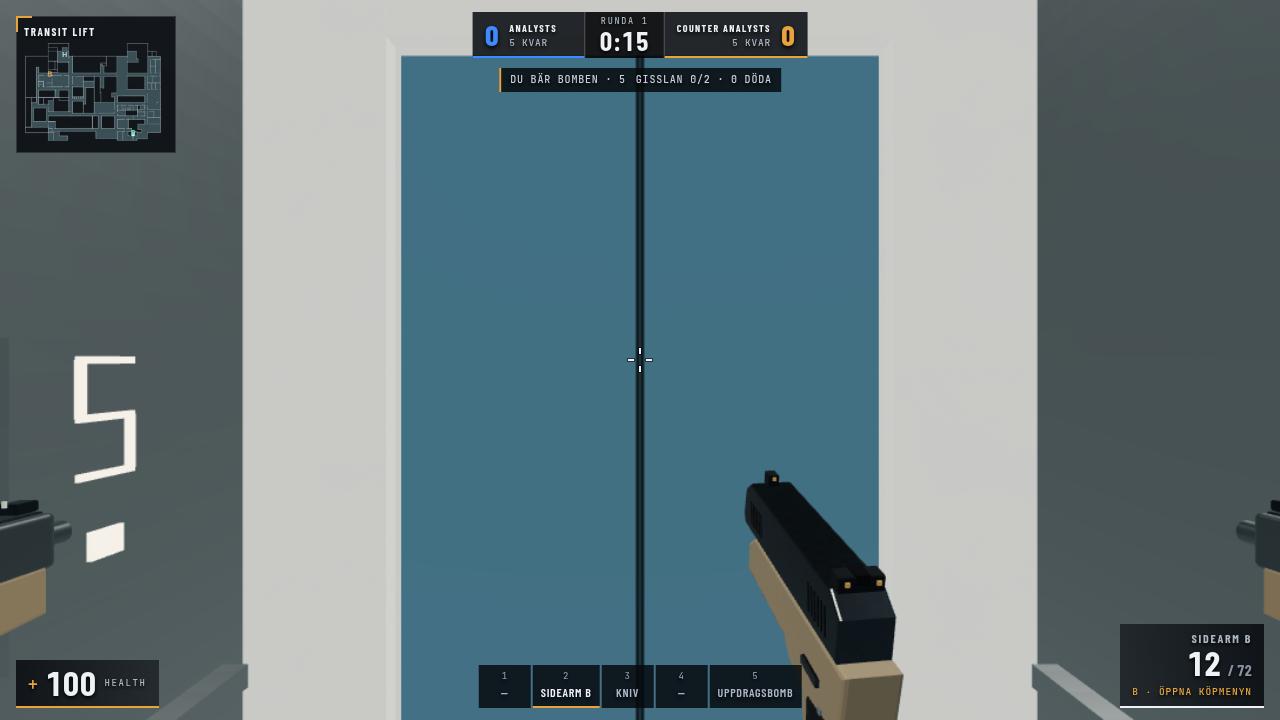 TRANSIT LIFT
H
B
0
ANALYSTS
5 KVAR
RUNDA 1
0:15
COUNTER ANALYSTS
5 KVAR
0
DU BÄR BOMBEN · 5 GISSLAN 0/2 · 0 DÖDA
5
+ 100 HEALTH
1
—
2
SIDEARM B
3
KNIV
4
—
5
UPPDRAGSBOMB
SIDEARM B
12 / 72
B · ÖPPNA KÖPMENYN